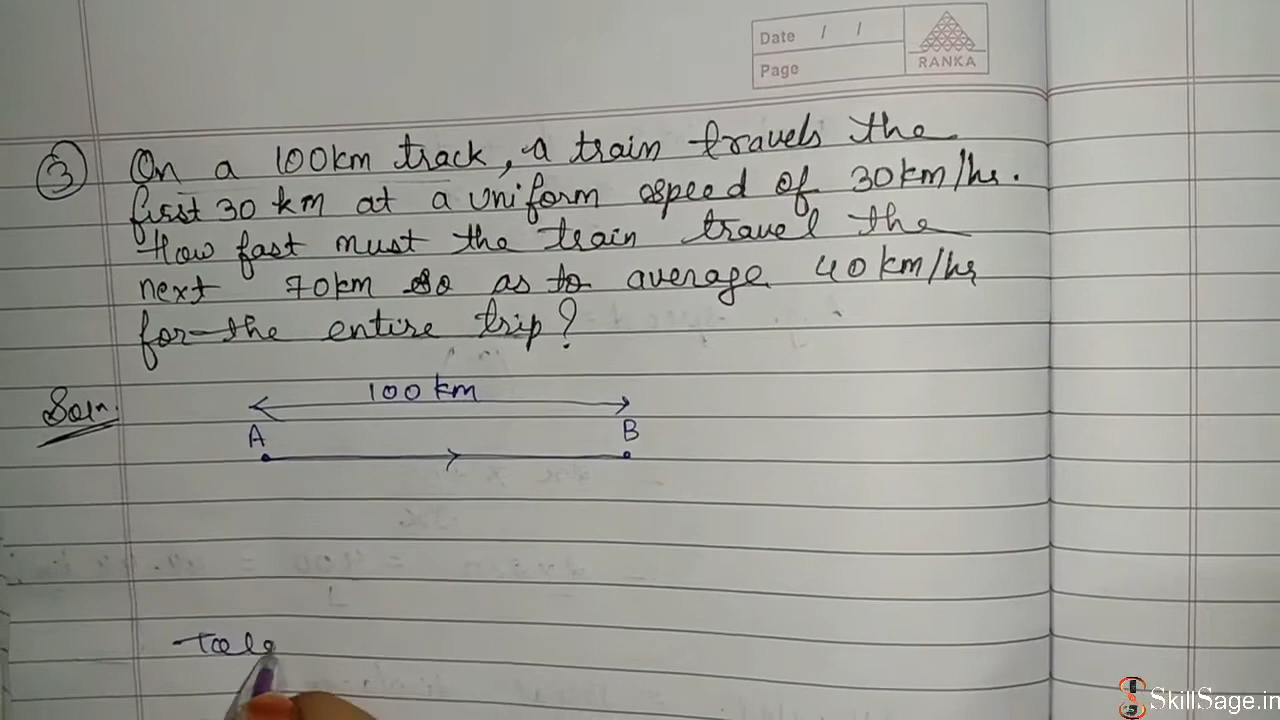 Date / /
Page
RANKA
3 On a 100km track, a train travels the
first 30 km at a uniform speed of 30km/hr.
How fast must the train travel the
next 70km so as to average 40km/hr
for the entire trip?
Soln.
100 km
A B
SkillSage.in